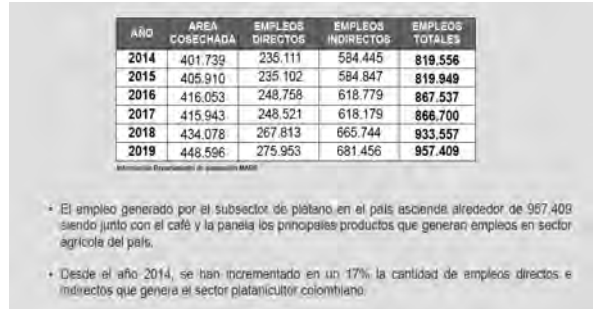 AÑO AREA COSECHADA EMPLEOS DIRECTOS EMPLEOS INDIRECTOS EMPLEOS TOTALES
2014 401.739 235.111 584.445 819,556
2015 405.910 235.102 584.847 819.949
2016 416.053 248,758 618.779 867.537
2017 415.943 248.521 618.179 866,700
2018 434.078 267.813 665.744 933,557
2019 448.596 275.953 681.456 957.409
• El empleo generado por el subsector de plátano en el país asciende alrededor de 957.409
siendo junto con el café y la panela los principales productos que generan empleos en sector
agrícola del país.
• Desde el año 2014, se han incrementado en un 17% la cantidad de empleos directos e
indirectos que genera el sector platanicultor colombiano.